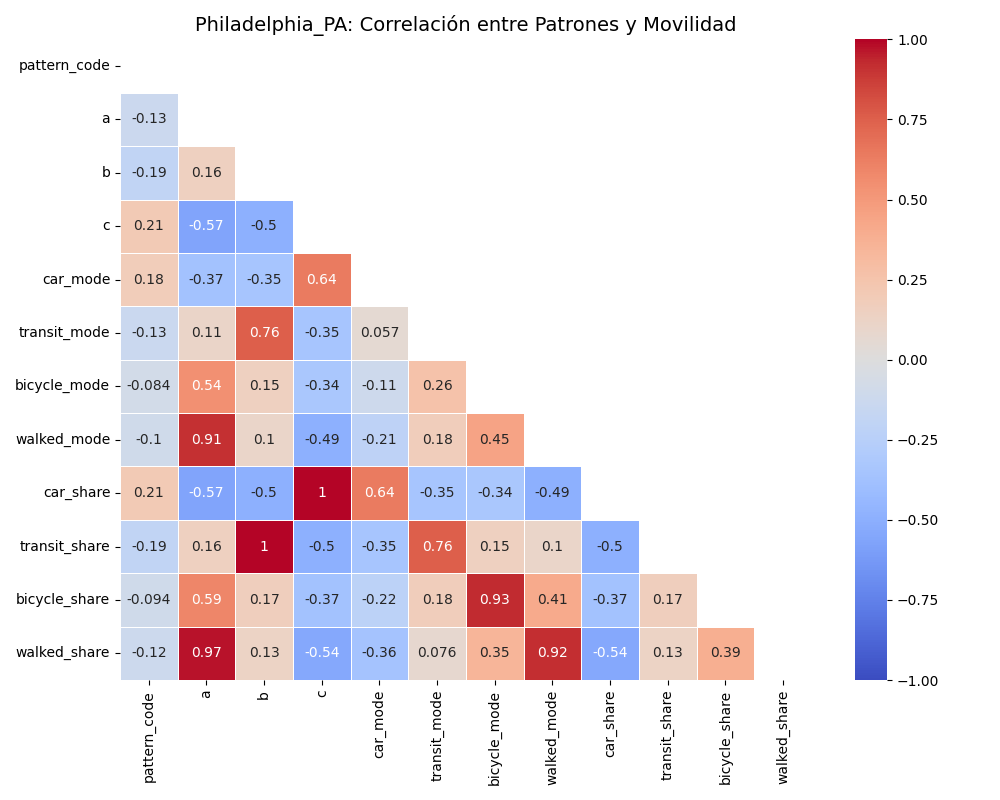 Philadelphia_PA: Correlación entre Patrones y Movilidad
pattern_code
a -0.13
b -0.19 0.16
c 0.21 -0.57 -0.5
car_mode 0.18 -0.37 -0.35 0.64
transit_mode -0.13 0.11 0.76 -0.35 0.057
bicycle_mode -0.084 0.54 0.15 -0.34 -0.11 0.26
walked_mode -0.1 0.91 0.1 -0.49 -0.21 0.18 0.45
car_share 0.21 -0.57 -0.5 1 0.64 -0.35 -0.34 -0.49
transit_share -0.19 0.16 1 -0.5 -0.35 0.76 0.15 0.1 -0.5
bicycle_share -0.094 0.59 0.17 -0.37 -0.22 0.18 0.93 0.41 -0.37 0.17
walked_share -0.12 0.97 0.13 -0.54 -0.36 0.076 0.35 0.92 -0.54 0.13 0.39
pattern_code a b c car_mode transit_mode bicycle_mode walked_mode car_share transit_share bicycle_share walked_share
1.00
0.75
0.50
0.25
0.00
−0.25
−0.50
−0.75
−1.00